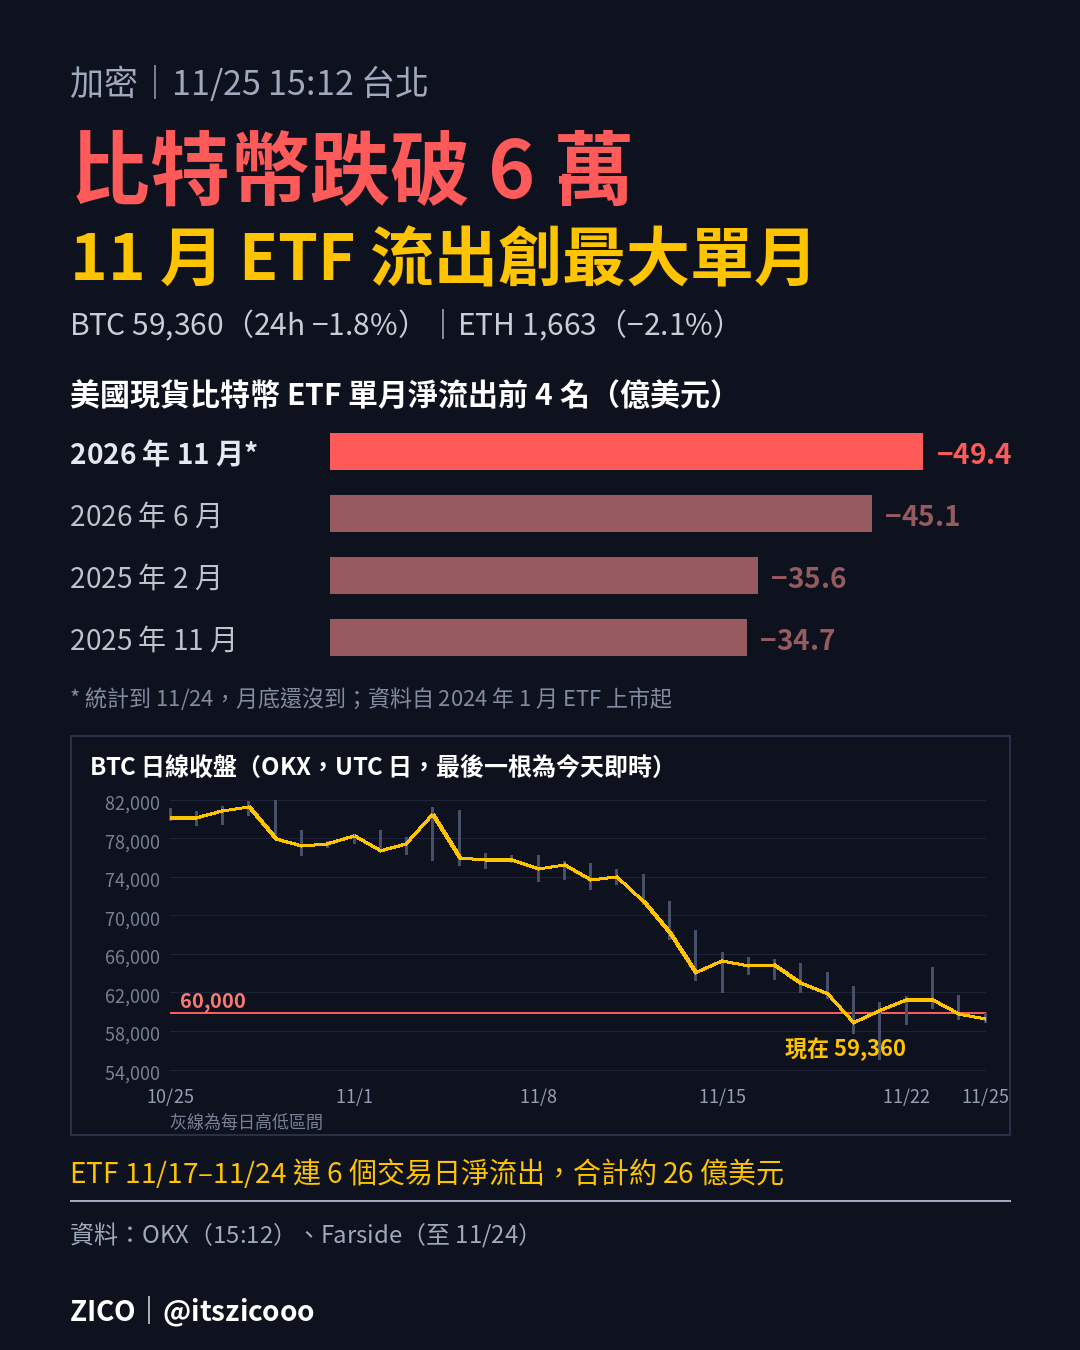 加密｜11/25 15:12 台北
比特幣跌破 6 萬
11 月 ETF 流出創最大單月
BTC 59,360（24h −1.8%）｜ETH 1,663（−2.1%）
美國現貨比特幣 ETF 單月淨流出前 4 名（億美元）
2026 年 11 月* −49.4
2026 年 6 月 −45.1
2025 年 2 月 −35.6
2025 年 11 月 −34.7
* 統計到 11/24，月底還沒到；資料自 2024 年 1 月 ETF 上市起
BTC 日線收盤（OKX，UTC 日，最後一根為今天即時）
82,000
78,000
74,000
70,000
66,000
62,000
60,000
58,000
現在 59,360
54,000
10/25 11/1 11/8 11/15 11/22 11/25
灰線為每日高低區間
ETF 11/17–11/24 連 6 個交易日淨流出，合計約 26 億美元
資料：OKX（15:12）、Farside（至 11/24）
ZICO｜@itszicooo